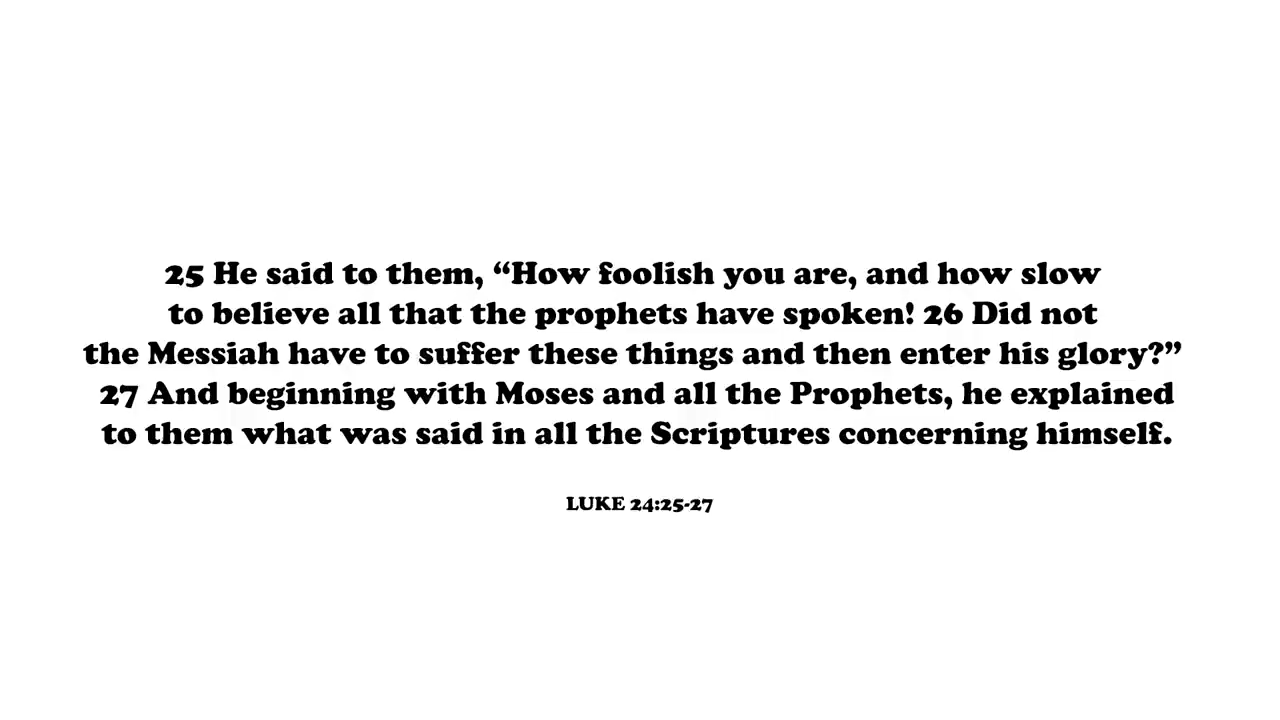 25 He said to them, “How foolish you are, and how slow
to believe all that the prophets have spoken! 26 Did not
the Messiah have to suffer these things and then enter his glory?”
27 And beginning with Moses and all the Prophets, he explained
to them what was said in all the Scriptures concerning himself.
LUKE 24:25-27